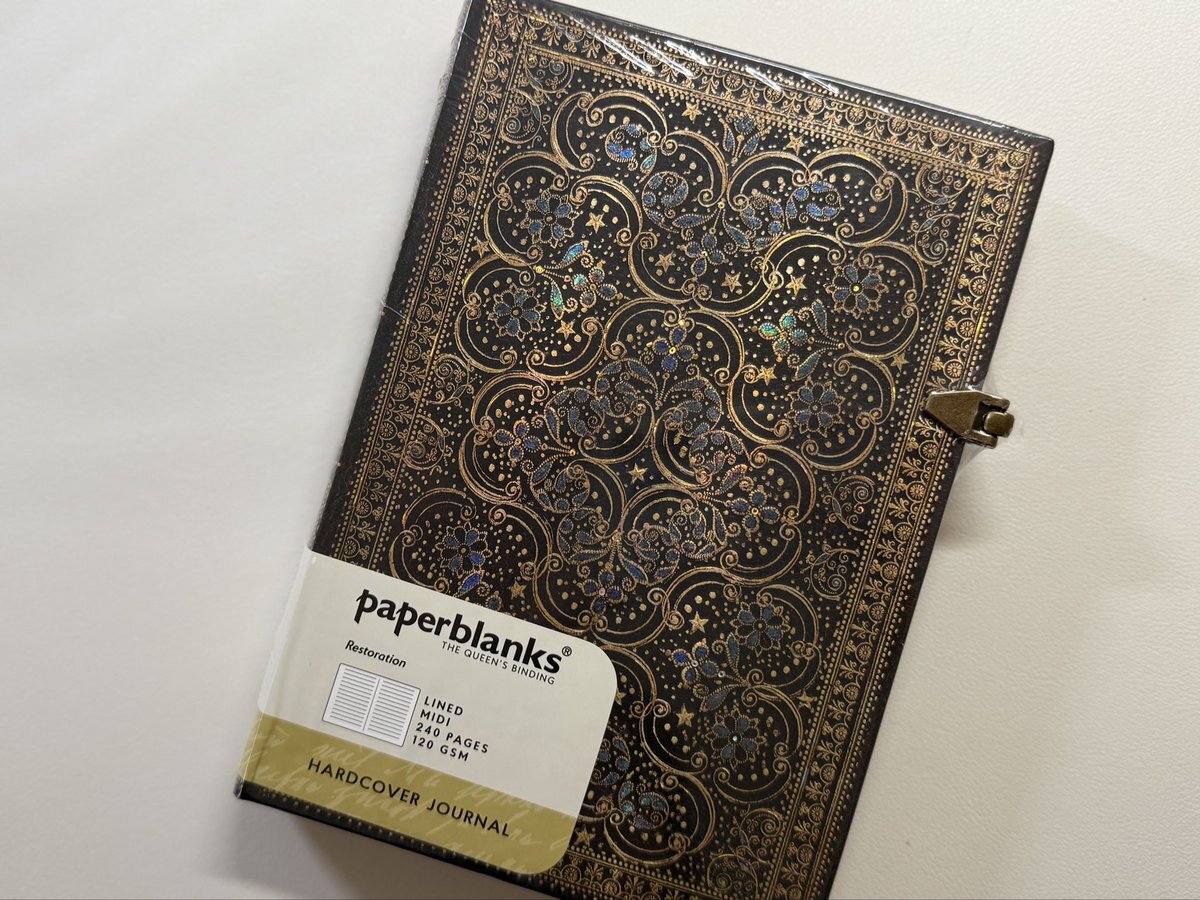 paperblanks®
THE QUEEN'S BINDING
Restoration
LINED
MIDI
240 PAGES
120 GSM
HARDCOVER JOURNAL